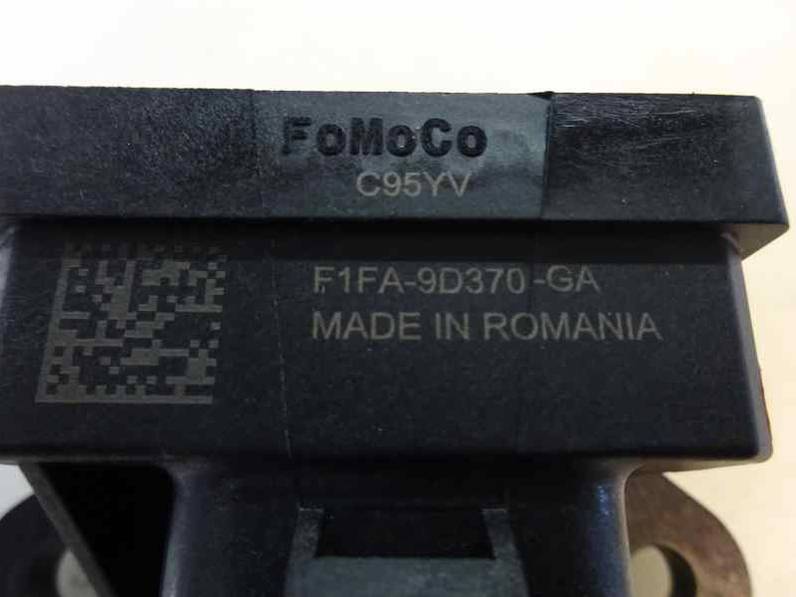 FoMoCo
C95YV
F1FA-9D370-GA
MADE IN ROMANIA